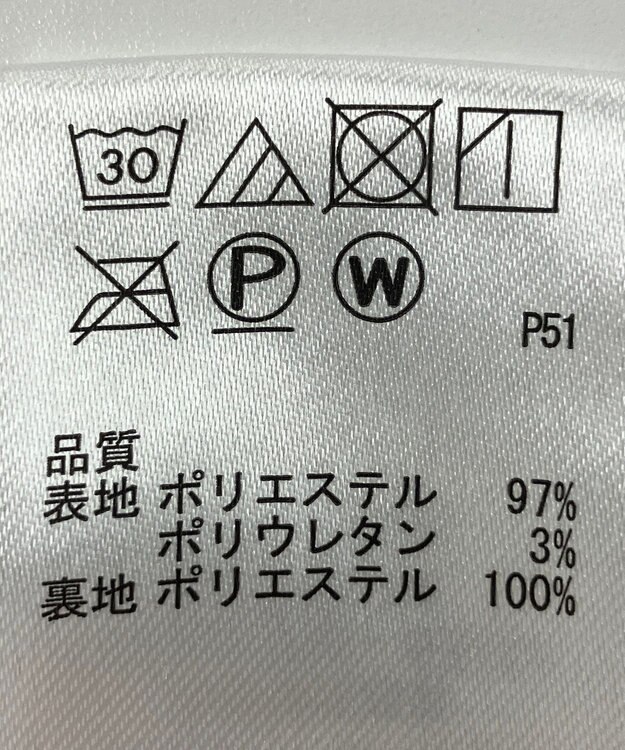 30
P W
P51
品質
表地 ポリエステル 97%
ポリウレタン 3%
裏地 ポリエステル 100%